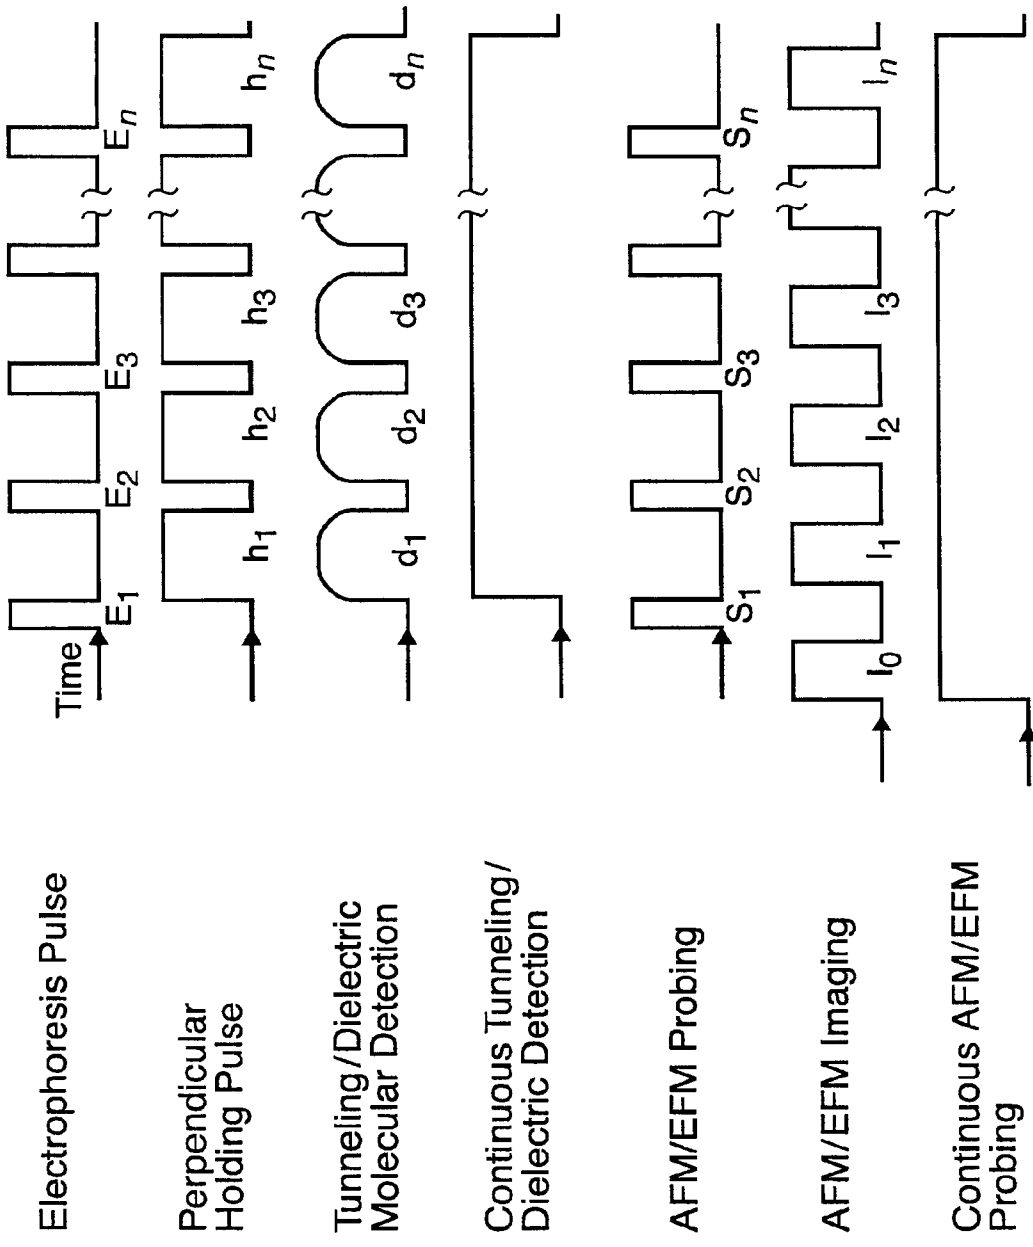 Electrophoresis Pulse
Time
E1 E2 E3 En
Perpendicular
Holding Pulse
h1 h2 h3 hn
Tunneling/Dielectric
Molecular Detection
d1 d2 d3 dn
Continuous Tunneling/
Dielectric Detection
AFM/EFM Probing
S1 S2 S3 Sn
AFM/EFM Imaging
I0 I1 I2 I3 In
Continuous AFM/EFM
Probing